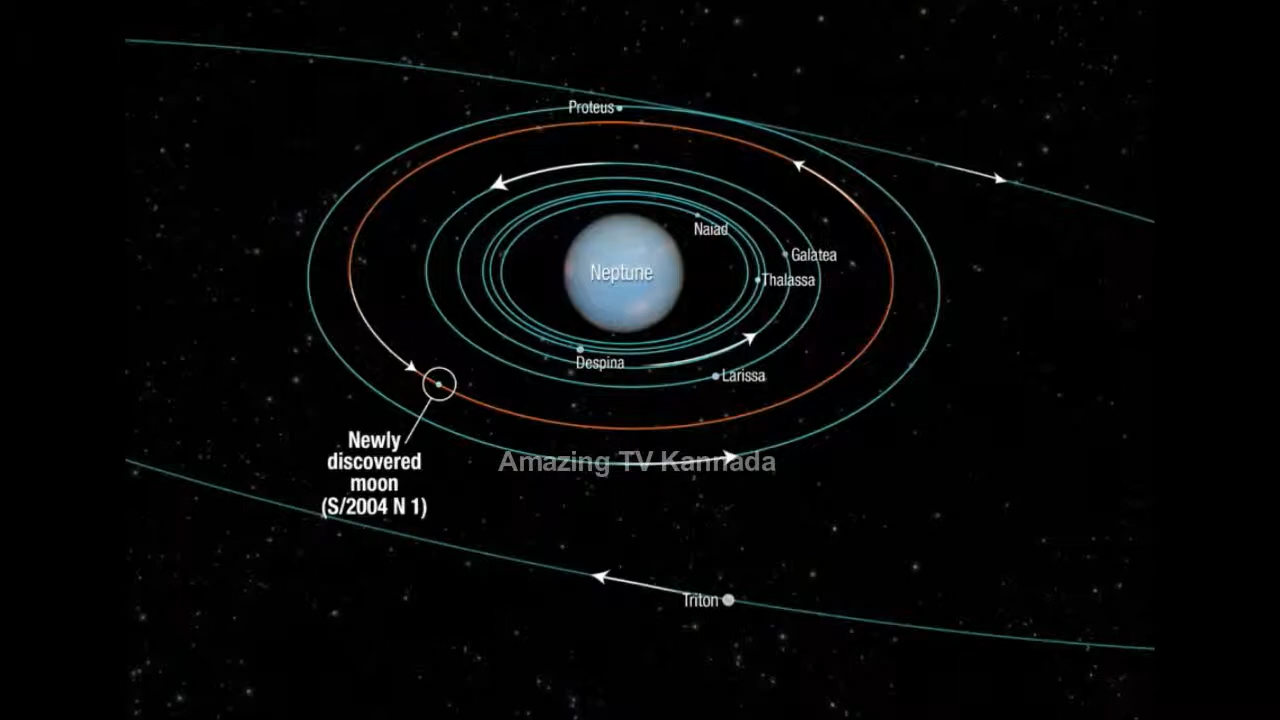 Proteus
Naiad
Galatea
Neptune
Thalassa
Despina
Larissa
Newly
discovered
moon
(S/2004 N 1)
Amazing TV Kannada
Triton